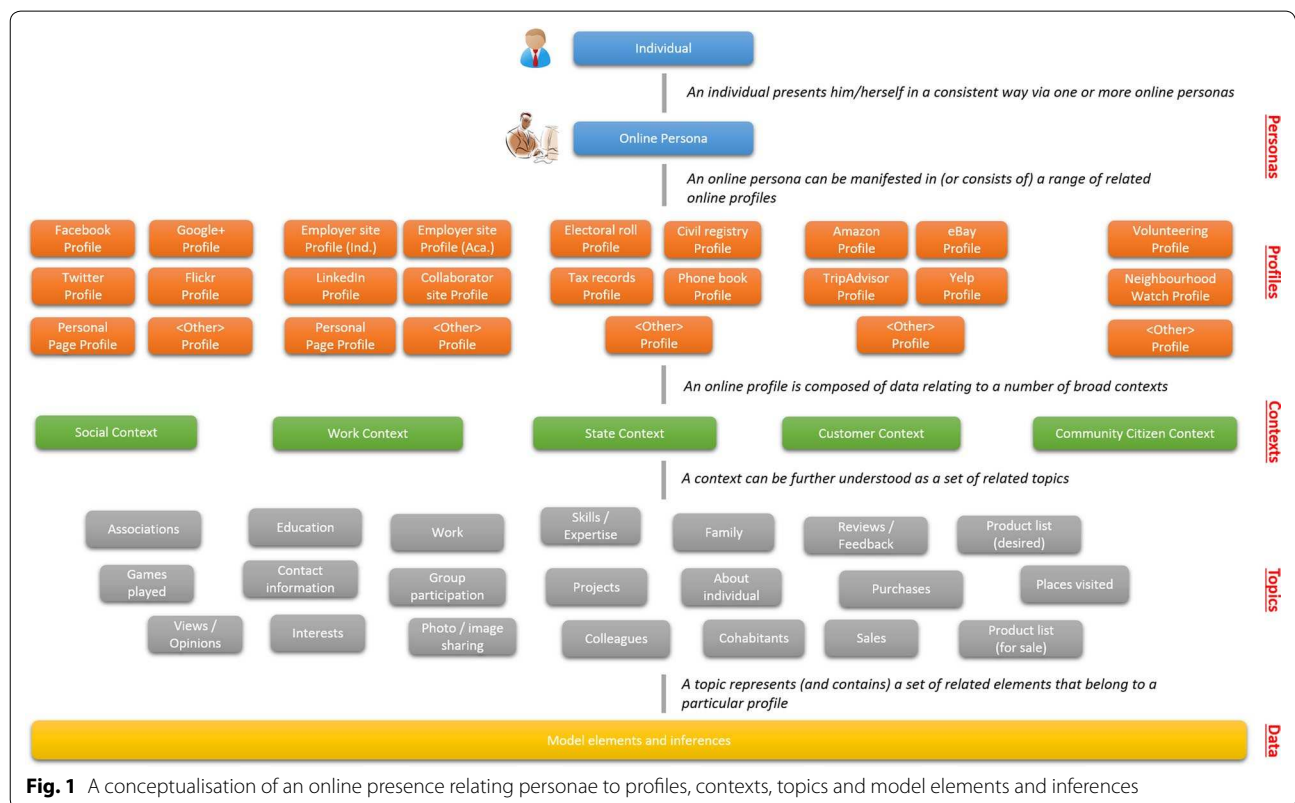 Individual
An individual presents him/herself in a consistent way via one or more online personas
Personas
Online Persona
An online persona can be manifested in (or consists of) a range of related
online profiles
Facebook
Profile
Google+
Profile
Employer site
Profile (Ind.)
Employer site
Profile (Aca.)
Electoral roll
Profile
Civil registry
Profile
Amazon
Profile
eBay
Profile
Volunteering
Profile
Profiles
Twitter
Profile
Flickr
Profile
LinkedIn
Profile
Collaborator
site Profile
Tax records
Profile
Phone book
Profile
TripAdvisor
Profile
Yelp
Profile
Neighbourhood
Watch Profile
Personal
Page Profile
<Other>
Profile
Personal
Page Profile
<Other>
Profile
<Other>
Profile
<Other>
Profile
<Other>
Profile
An online profile is composed of data relating to a number of broad contexts
Contexts
Social Context
Work Context
State Context
Customer Context
Community Citizen Context
A context can be further understood as a set of related topics
Associations
Education
Work
Skills /
Expertise
Family
Reviews /
Feedback
Product list
(desired)
Topics
Games
played
Contact
information
Group
participation
Projects
About
individual
Purchases
Places visited
Views /
Opinions
Interests
Photo / image
sharing
Colleagues
Cohabitants
Sales
Product list
(for sale)
A topic represents (and contains) a set of related elements that belong to a
particular profile
Model elements and inferences
Data
Fig. 1 A conceptualisation of an online presence relating personae to profiles, contexts, topics and model elements and inferences